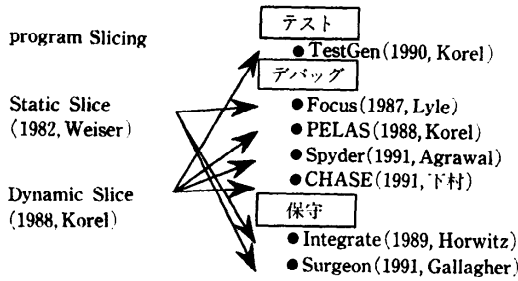 program Slicing
Static Slice
(1982, Weiser)
Dynamic Slice
(1988, Korel)
テスト
●TestGen(1990, Korel)
デバッグ
●Focus(1987, Lyle)
●PELAS(1988, Korel)
●Spyder(1991, Agrawal)
●CHASE(1991, 下村)
保守
●Integrate(1989, Horwitz)
●Surgeon(1991, Gallagher)